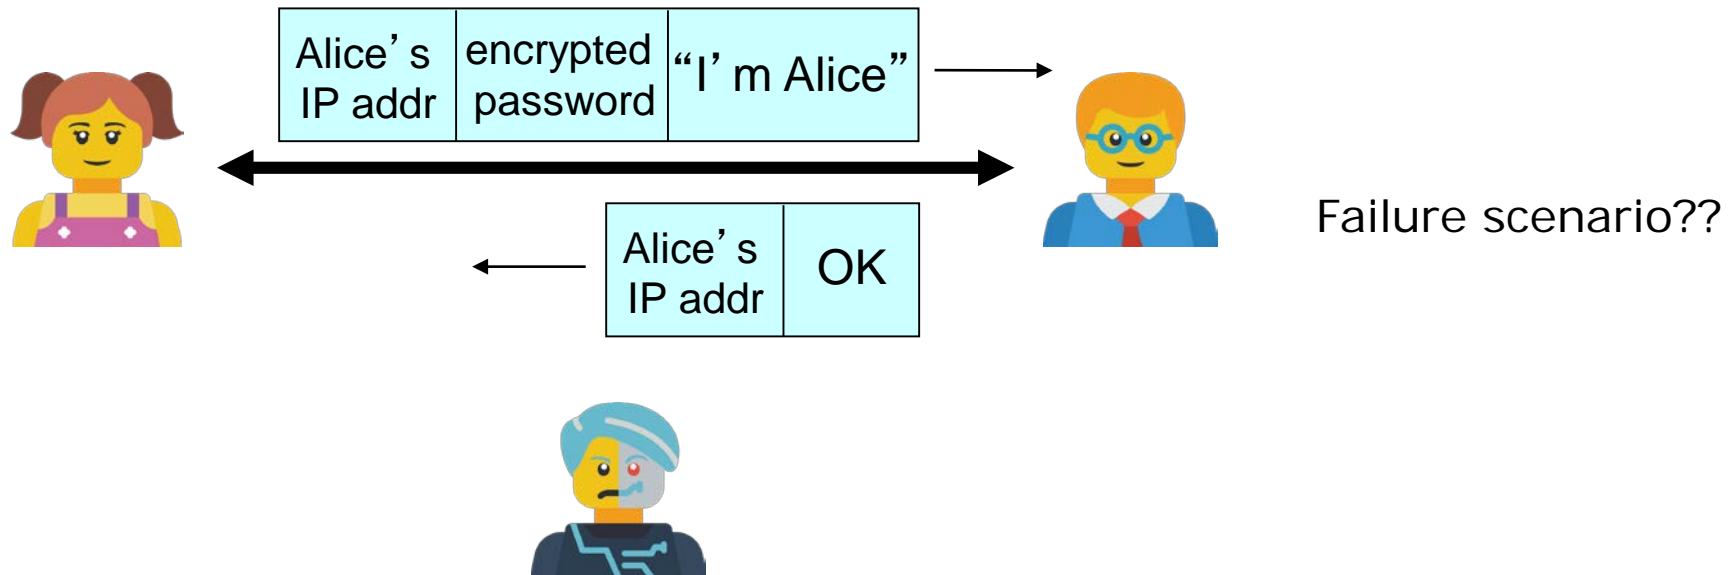 Alice’s
IP addr
encrypted
password
“I’m Alice”
Alice’s
IP addr
OK
Failure scenario??